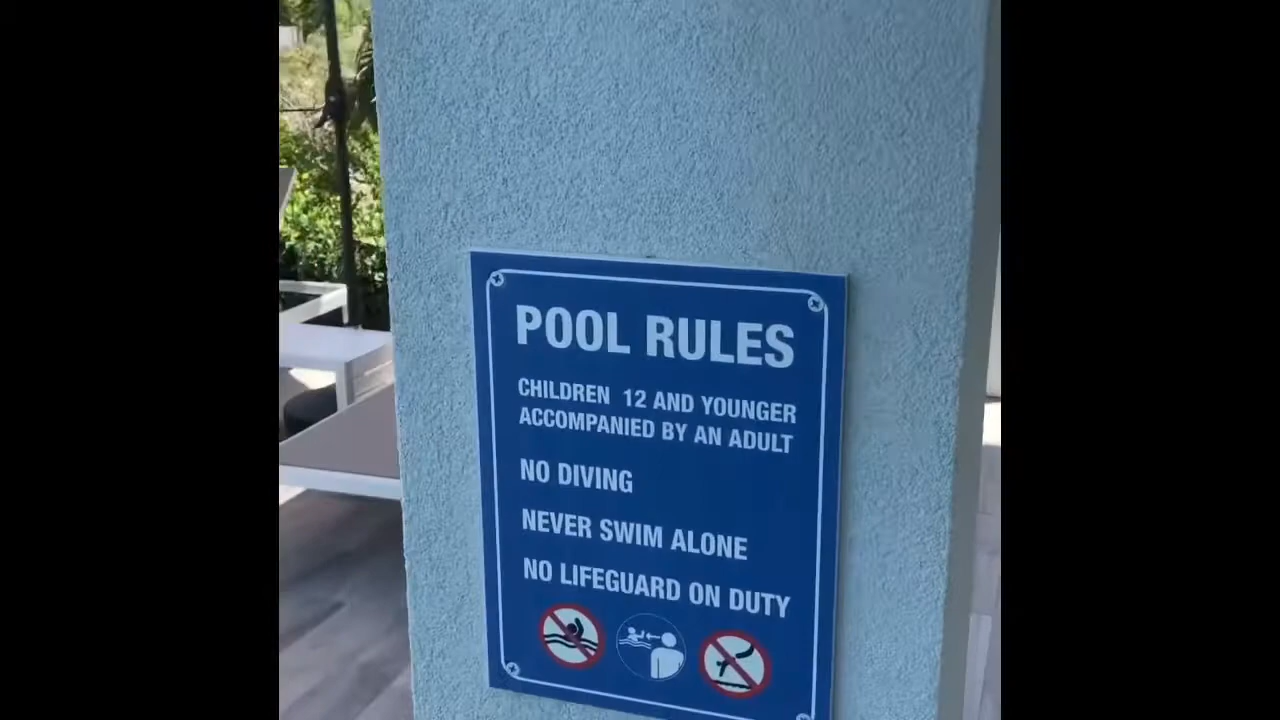 POOL RULES
CHILDREN 12 AND YOUNGER
ACCOMPANIED BY AN ADULT
NO DIVING
NEVER SWIM ALONE
NO LIFEGUARD ON DUTY